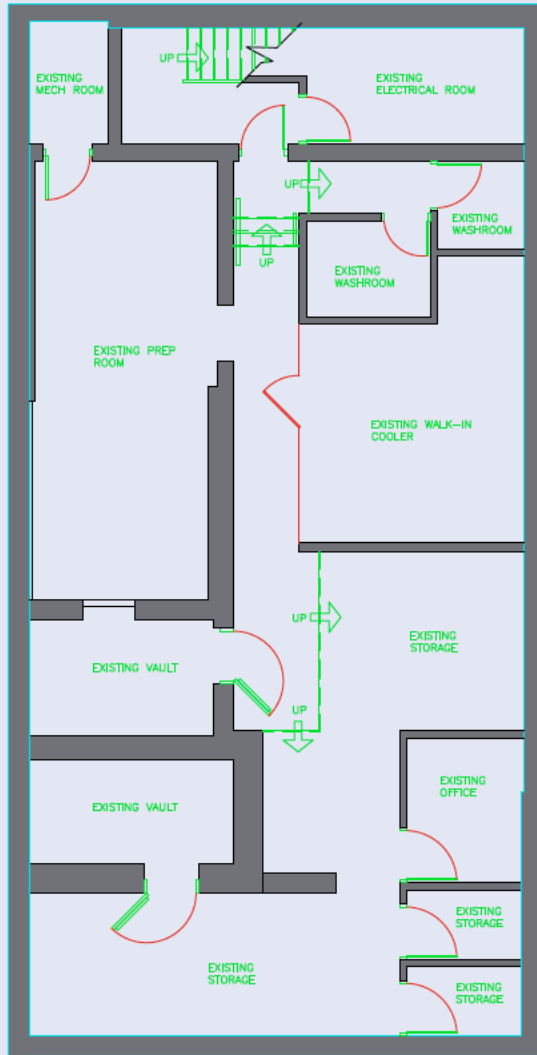 UP
EXISTING
MECH ROOM
EXISTING
ELECTRICAL ROOM
UP
EXISTING
WASHROOM
UP
EXISTING
WASHROOM
EXISTING PREP
ROOM
EXISTING WALK-IN
COOLER
UP
EXISTING
STORAGE
EXISTING VAULT
UP
EXISTING
OFFICE
EXISTING VAULT
EXISTING
STORAGE
EXISTING
STORAGE
EXISTING
STORAGE